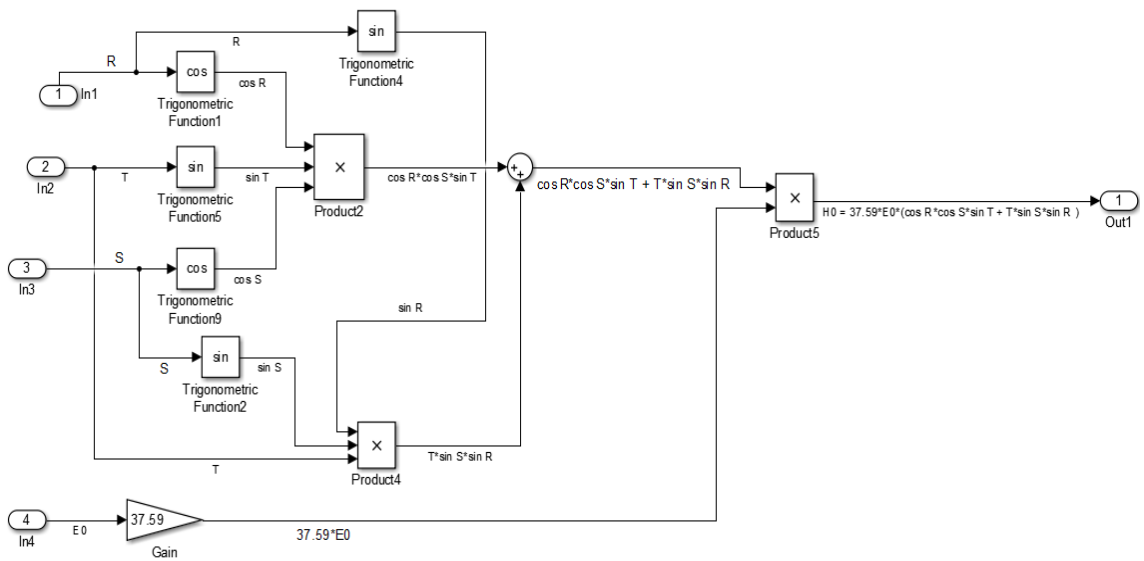 sin
R
Trigonometric
Function4
R
1
In1
cos
cos R
Trigonometric
Function1
2
In2
T
sin
sin T
Trigonometric
Function5
×
Product2
cos R*cos S*sin T
+
+
cos R*cos S*sin T + T*sin S*sin R
×
Product5
H0 = 37.59*E0*(cos R*cos S*sin T + T*sin S*sin R )
1
Out1
3
In3
S
cos
cos S
Trigonometric
Function9
sin R
S
sin
sin S
Trigonometric
Function2
×
Product4
T*sin S*sin R
T
4
In4
E0
37.59
Gain
37.59*E0